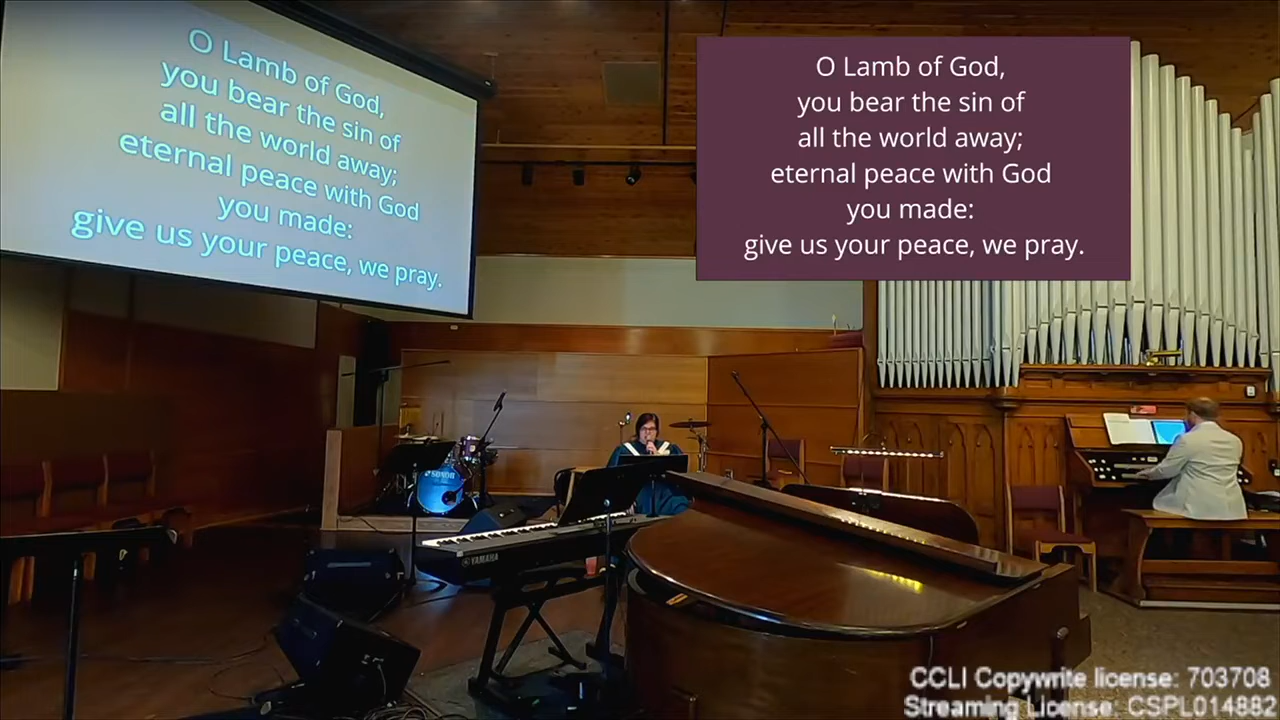 O Lamb of God,
you bear the sin of
all the world away;
eternal peace with God
you made:
give us your peace, we pray.
O Lamb of God,
you bear the sin of
all the world away;
eternal peace with God
you made:
give us your peace, we pray.
SONOR
YAMAHA
CCLI Copywrite license: 703708
Streaming License: CSPL014882